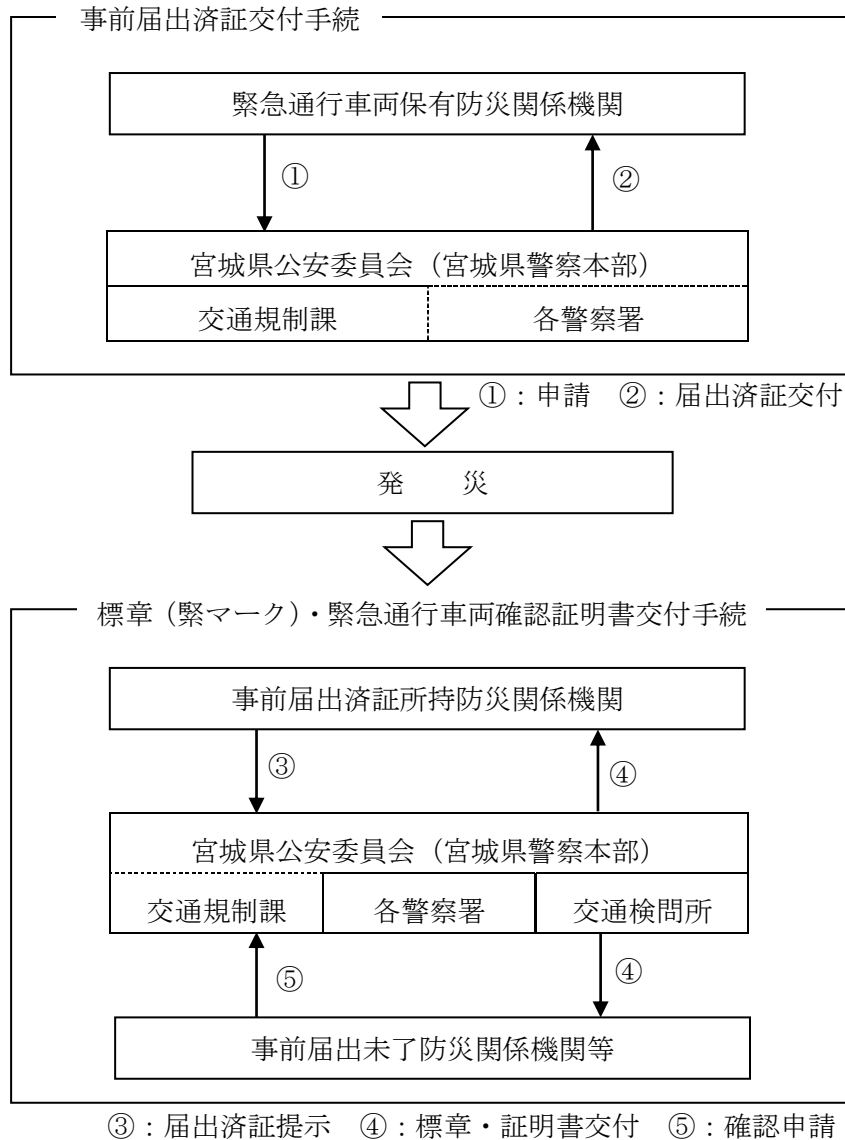 事前届出済証交付手続
緊急通行車両保有防災関係機関
①
②
宮城県公安委員会（宮城県警察本部）
交通規制課
各警察署
①：申請　②：届出済証交付
発　　災
標章（緊マーク）・緊急通行車両確認証明書交付手続
事前届出済証所持防災関係機関
③
④
宮城県公安委員会（宮城県警察本部）
交通規制課
各警察署
交通検問所
⑤
④
事前届出未了防災関係機関等
③：届出済証提示　④：標章・証明書交付　⑤：確認申請